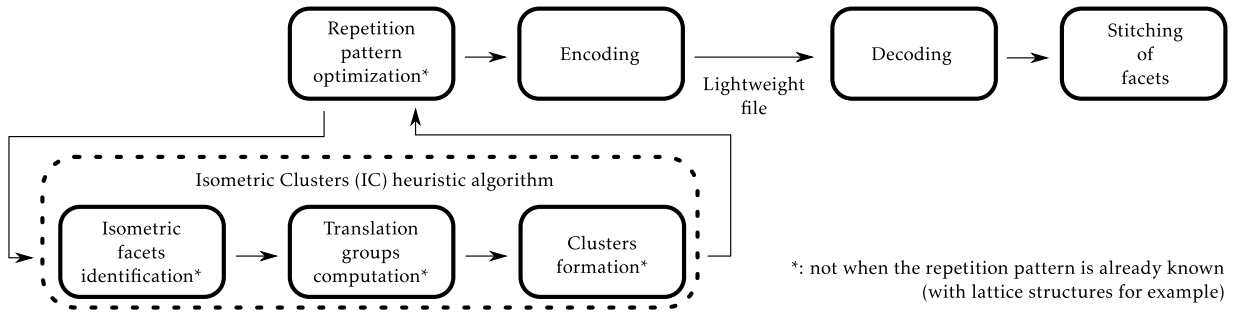 Repetition
pattern
optimization*
Encoding
Lightweight
file
Decoding
Stitching
of
facets
Isometric Clusters (IC) heuristic algorithm
Isometric
facets
identification*
Translation
groups
computation*
Clusters
formation*
*: not when the repetition pattern is already known
(with lattice structures for example)